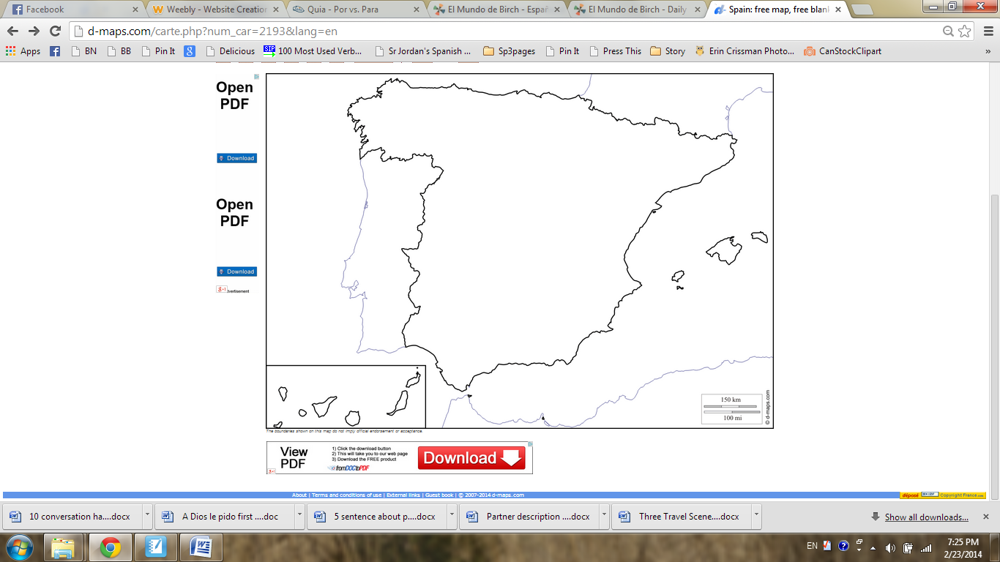 Facebook
Weebly - Website Creation
Quia - Por vs. Para
El Mundo de Birch - Españ
El Mundo de Birch - Daily
Spain: free map, free blank
d-maps.com/carte.php?num_car=2193&lang=en
Apps
BN
BB
Pin It
Delicious
100 Most Used Verb...
Sr Jordan's Spanish ...
Sp3pages
Pin It
Press This
Story
Erin Crissman Photo...
CanStockClipart
»
Open
PDF
Download
Open
PDF
Download
g+1
150 km
100 mi
© d-maps.com
The boundaries shown on this map do not imply official endorsement or acceptance.
View
PDF
1) Click the download button
2) This will take you to our web page
3) Download the FREE product
fromDOCtoPDF
Download
g+1
About | Terms and conditions of use | External links | Guest book | © 2007-2014 d-maps.com
déposé
Copyright France.com
10 conversation ha....docx
A Dios le pido first ....doc
5 sentence about p....docx
Partner description ....docx
Three Travel Scene....docx
Show all downloads...
EN
7:25 PM
2/23/2014